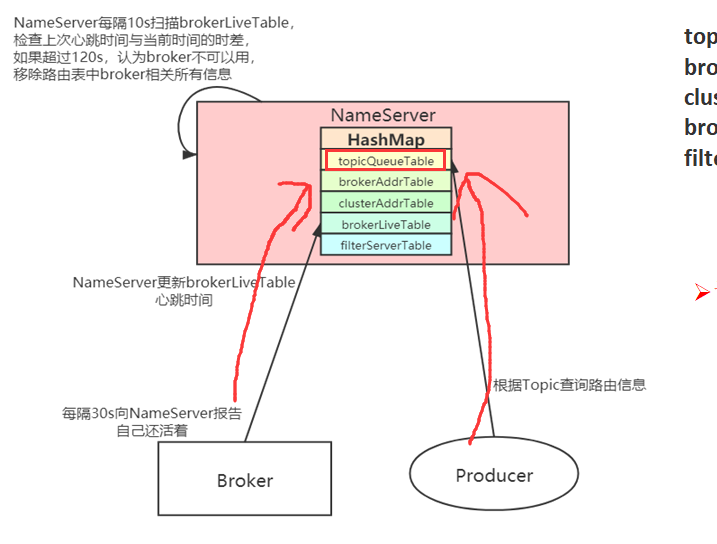 NameServer每隔10s扫描brokerLiveTable，
检查上次心跳时间与当前时间的时差，
如果超过120s，认为broker不可以用，
移除路由表中broker相关所有信息
top
bro
clus
bro
filte
NameServer
HashMap
topicQueueTable
brokerAddrTable
clusterAddrTable
brokerLiveTable
filterServerTable
NameServer更新brokerLiveTable
心跳时间
根据Topic查询路由信息
每隔30s向NameServer报告
自己还活着
Broker
Producer